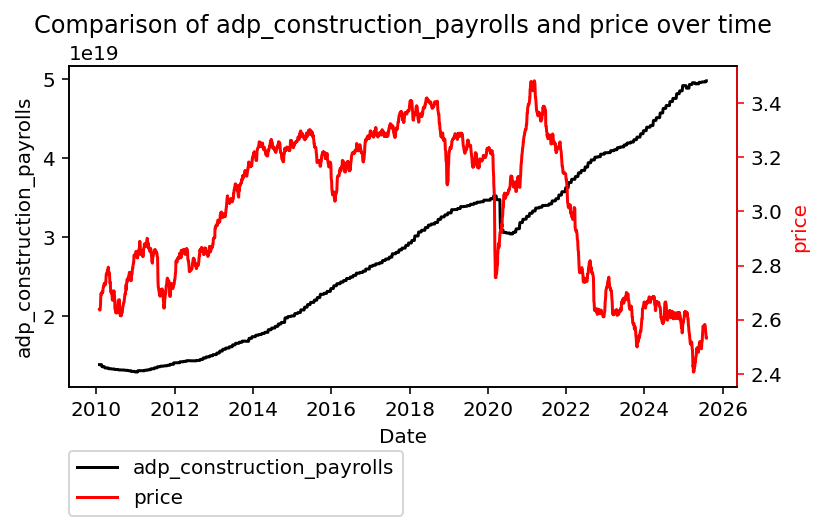 Comparison of adp_construction_payrolls and price over time
1e19
5
4
3
2
adp_construction_payrolls
3.4
3.2
3.0
2.8
2.6
2.4
price
2010 2012 2014 2016 2018 2020 2022 2024 2026
Date
adp_construction_payrolls
price